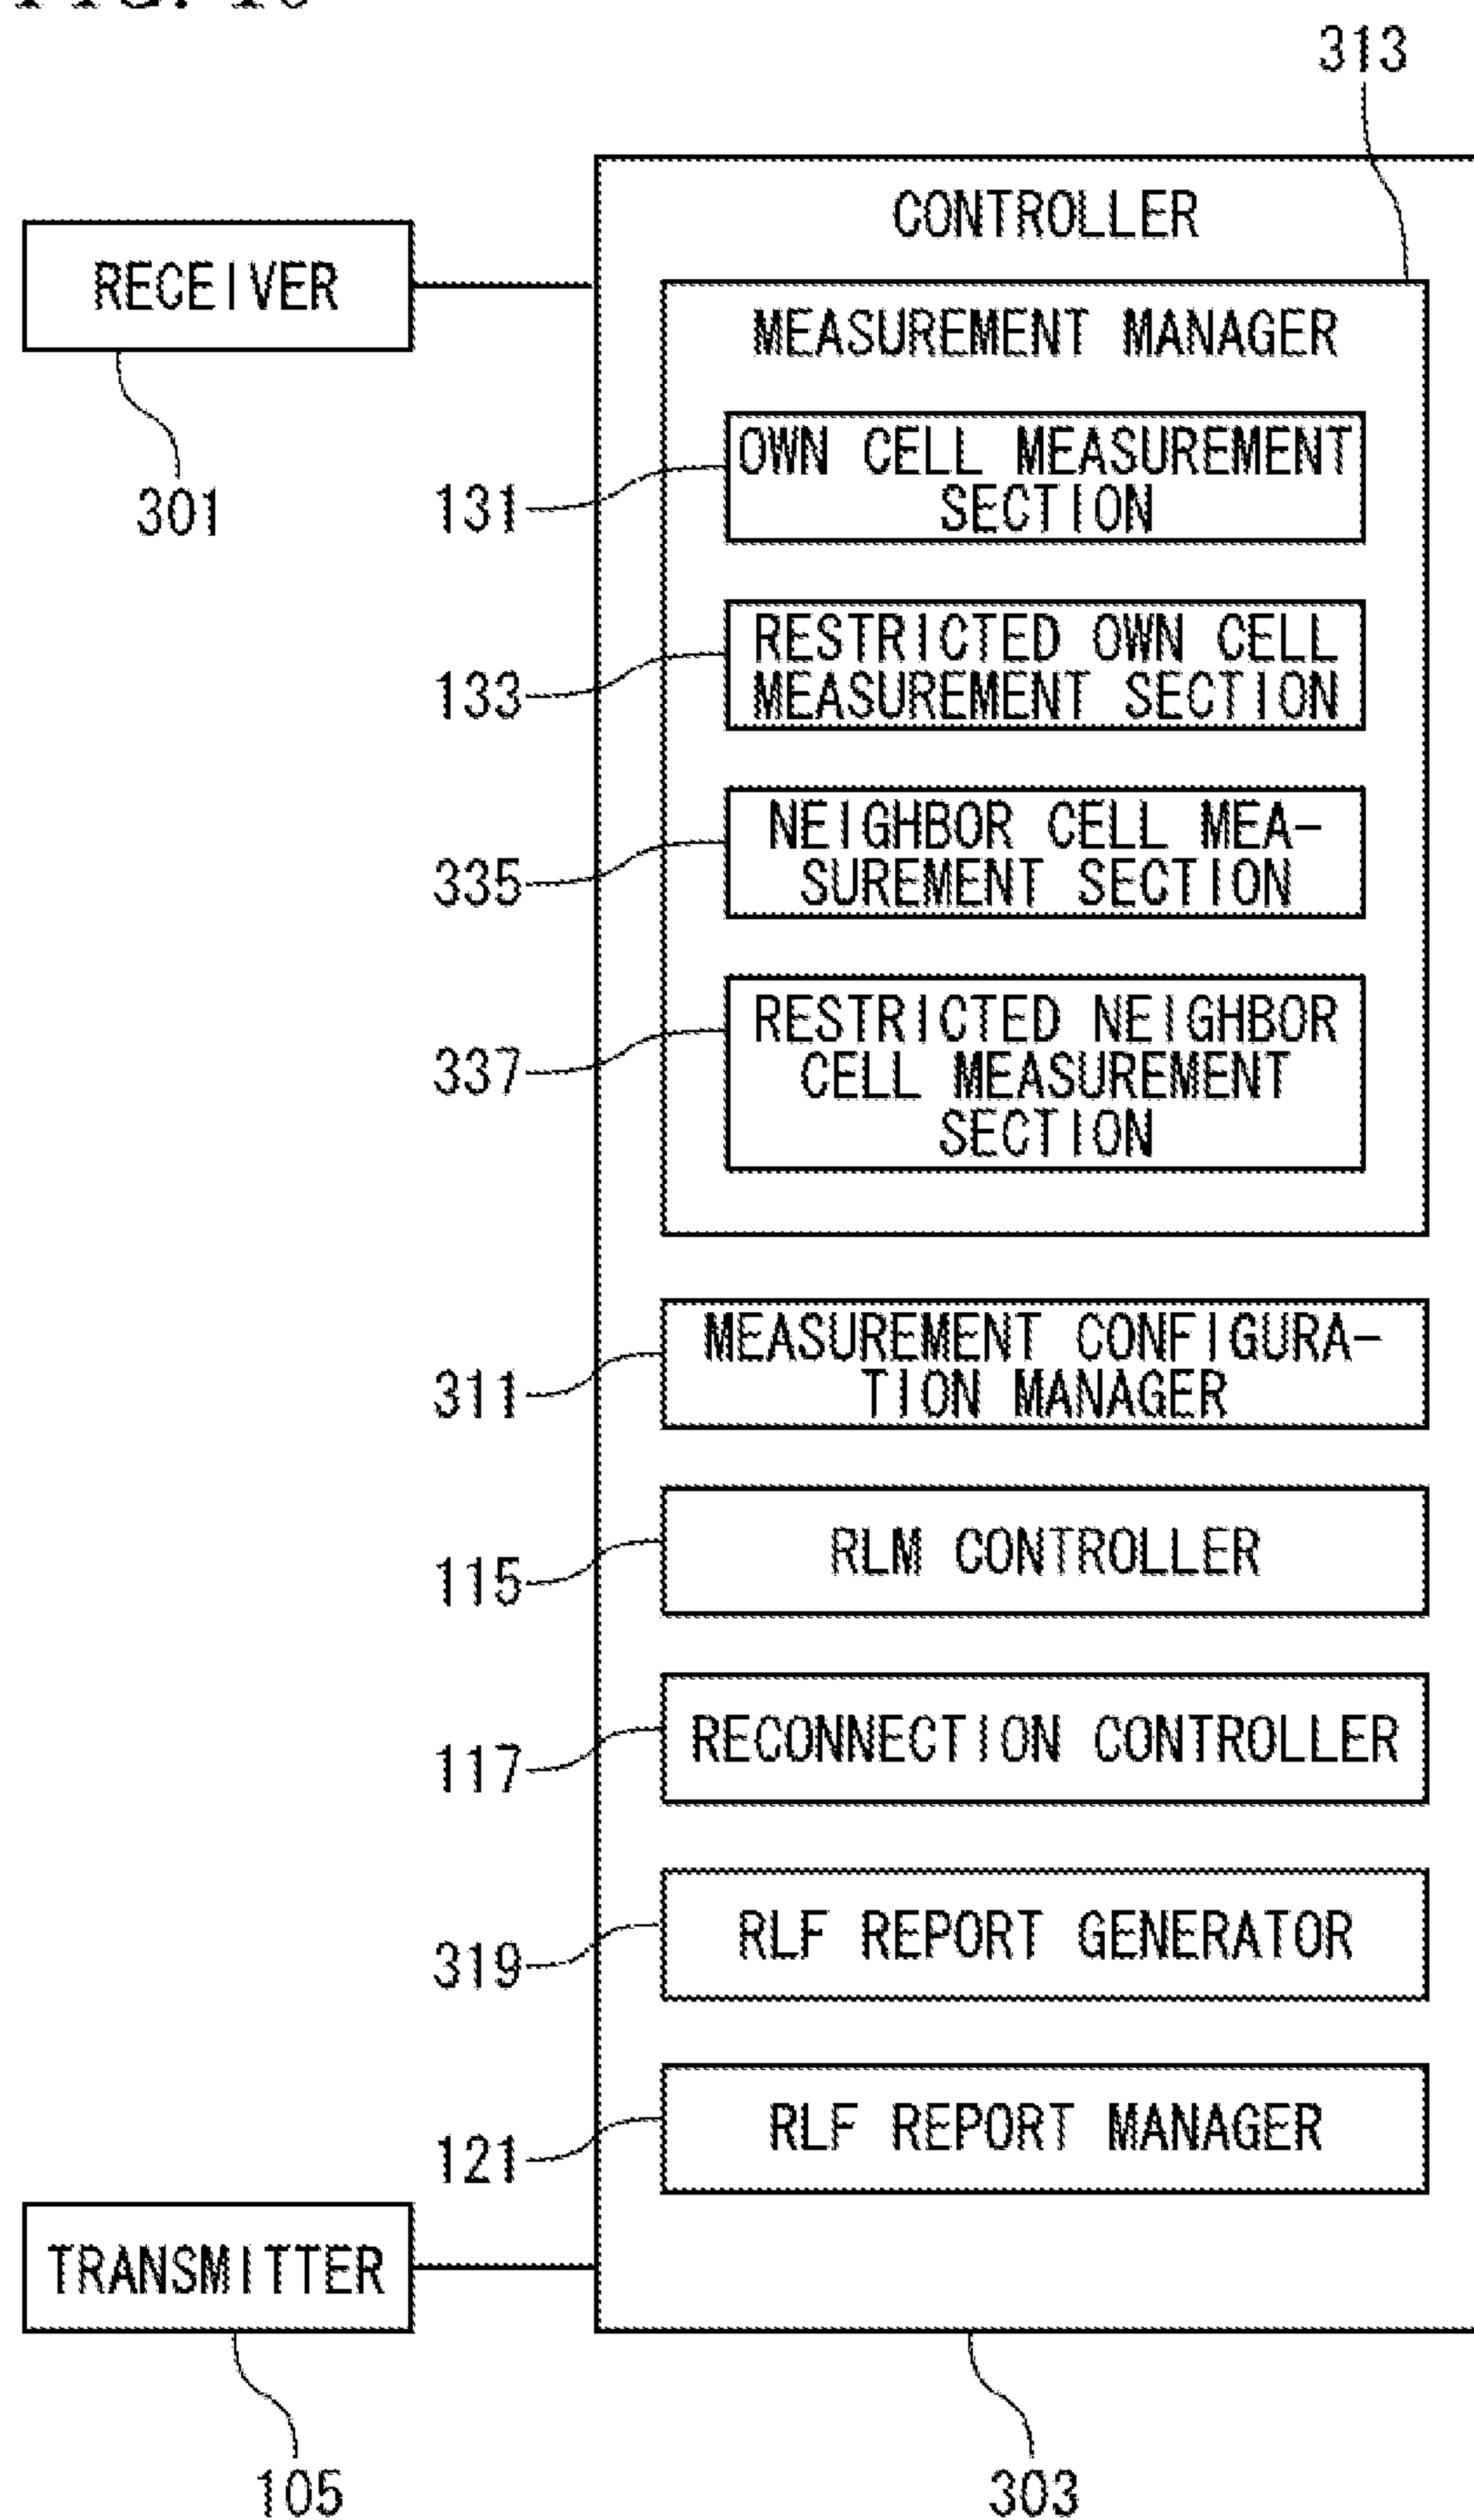 313
CONTROLLER
RECEIVER
301
MEASUREMENT MANAGER
OWN CELL MEASUREMENT
SECTION
131
RESTRICTED OWN CELL
MEASUREMENT SECTION
133
NEIGHBOR CELL MEA-
SUREMENT SECTION
335
RESTRICTED NEIGHBOR
CELL MEASUREMENT
SECTION
337
MEASUREMENT CONFIGURA-
TION MANAGER
311
RLM CONTROLLER
115
RECONNECTION CONTROLLER
117
RLF REPORT GENERATOR
319
RLF REPORT MANAGER
121
TRANSMITTER
105
303